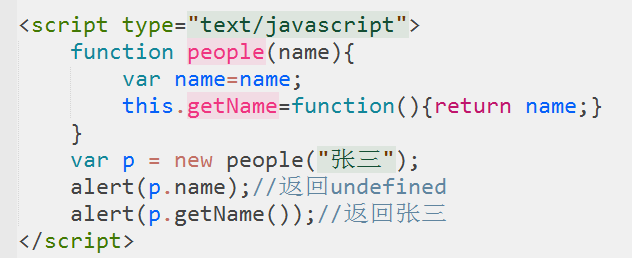 <script type="text/javascript">
    function people(name){
        var name=name;
        this.getName=function(){return name;}
    }
    var p = new people("张三");
    alert(p.name);//返回undefined
    alert(p.getName());//返回张三
</script>